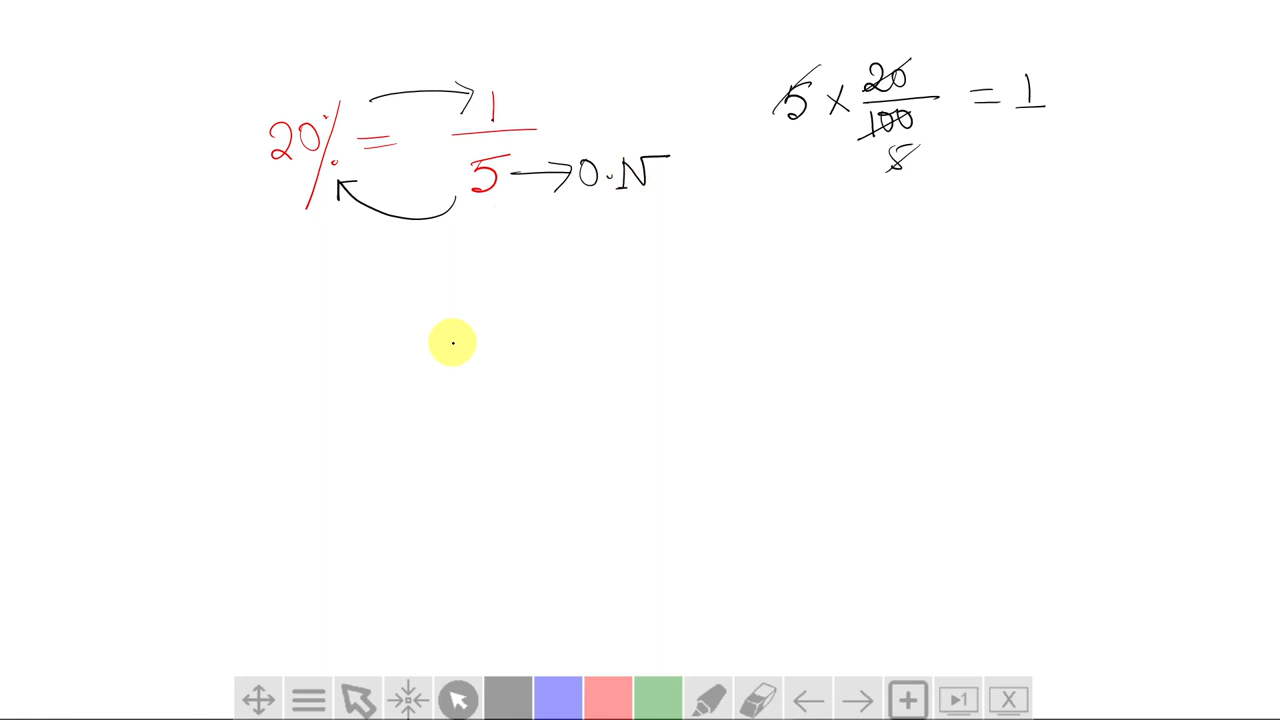 20% = 1/5 → O.N
5 × 20/100 = 1
5